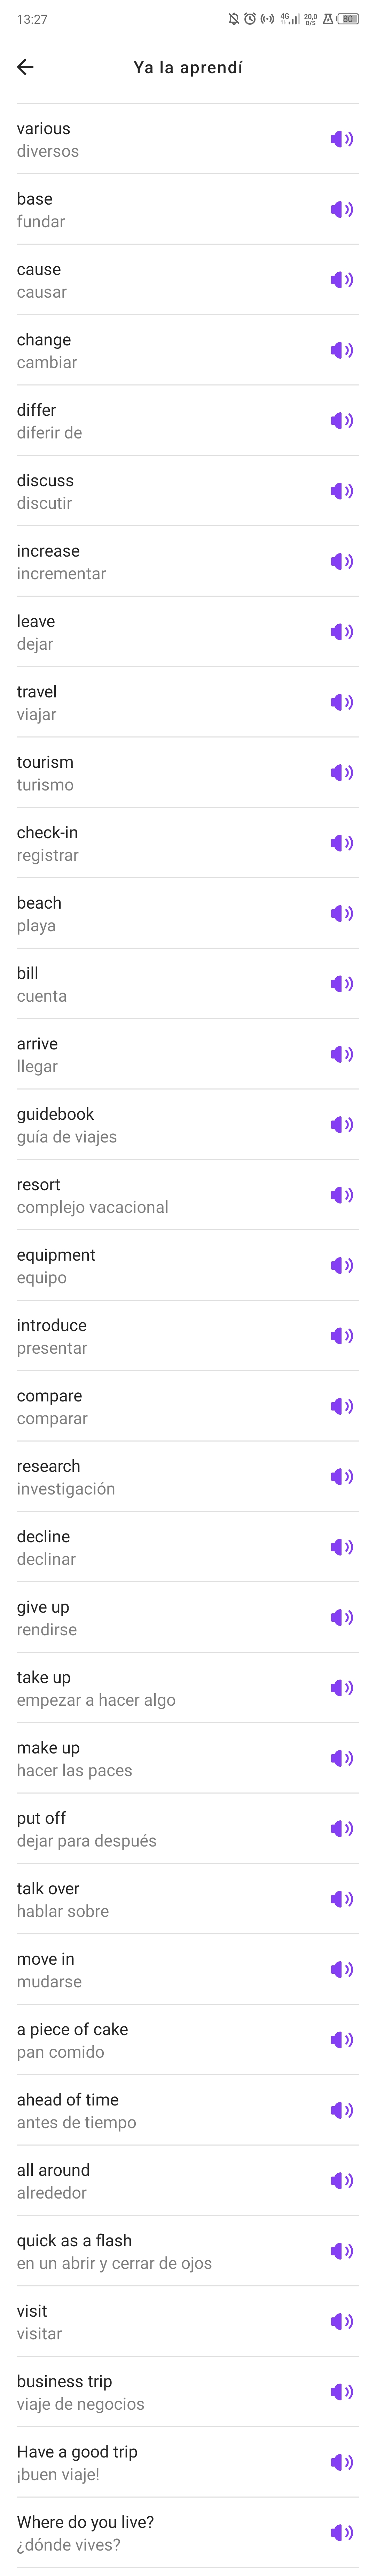 13:27
4G
20,0
B/S
80
Ya la aprendí
various
diversos
base
fundar
cause
causar
change
cambiar
differ
diferir de
discuss
discutir
increase
incrementar
leave
dejar
travel
viajar
tourism
turismo
check-in
registrar
beach
playa
bill
cuenta
arrive
llegar
guidebook
guía de viajes
resort
complejo vacacional
equipment
equipo
introduce
presentar
compare
comparar
research
investigación
decline
declinar
give up
rendirse
take up
empezar a hacer algo
make up
hacer las paces
put off
dejar para después
talk over
hablar sobre
move in
mudarse
a piece of cake
pan comido
ahead of time
antes de tiempo
all around
alrededor
quick as a flash
en un abrir y cerrar de ojos
visit
visitar
business trip
viaje de negocios
Have a good trip
¡buen viaje!
Where do you live?
¿dónde vives?